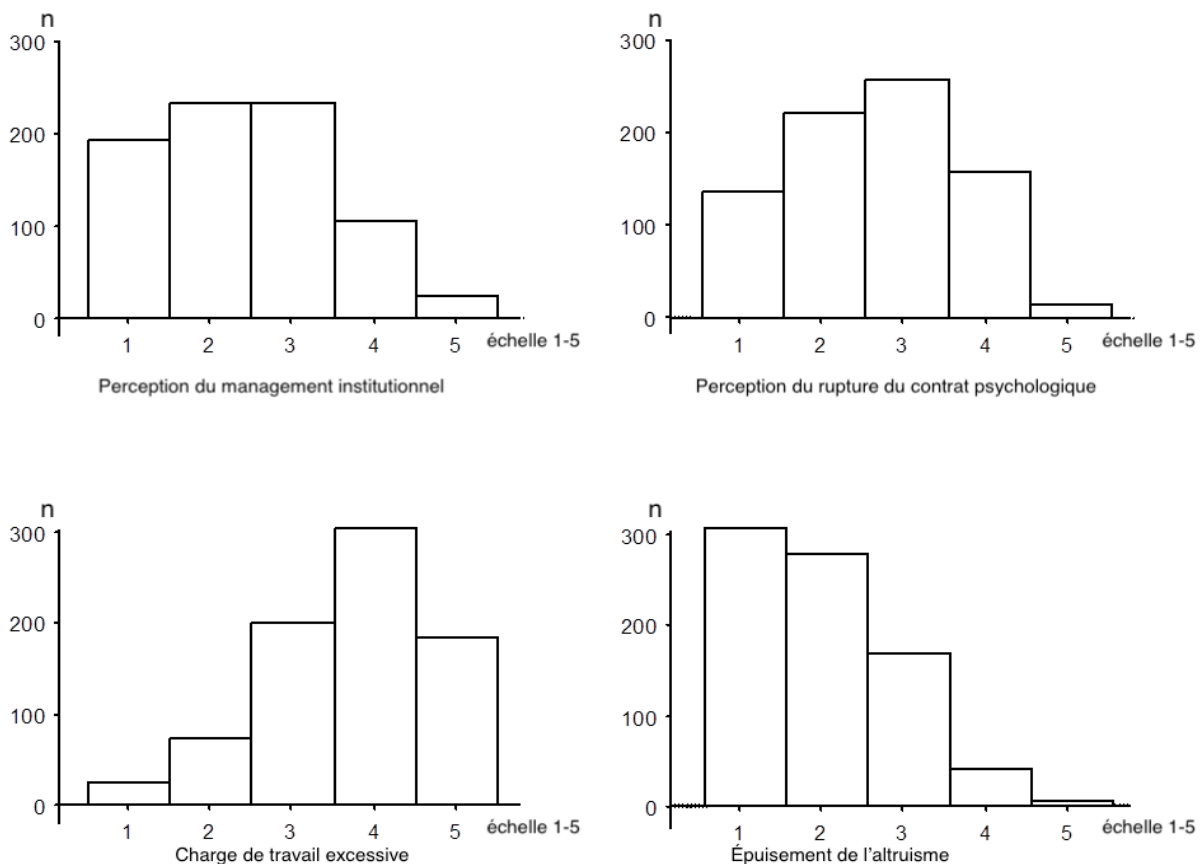 n
300
200
100
0
1 2 3 4 5 échelle 1-5
Perception du management institutionnel
n
300
200
100
0
1 2 3 4 5 échelle 1-5
Perception du rupture du contrat psychologique
n
300
200
100
0
1 2 3 4 5 échelle 1-5
Charge de travail excessive
n
300
200
100
0
1 2 3 4 5 échelle 1-5
Épuisement de l'altruisme